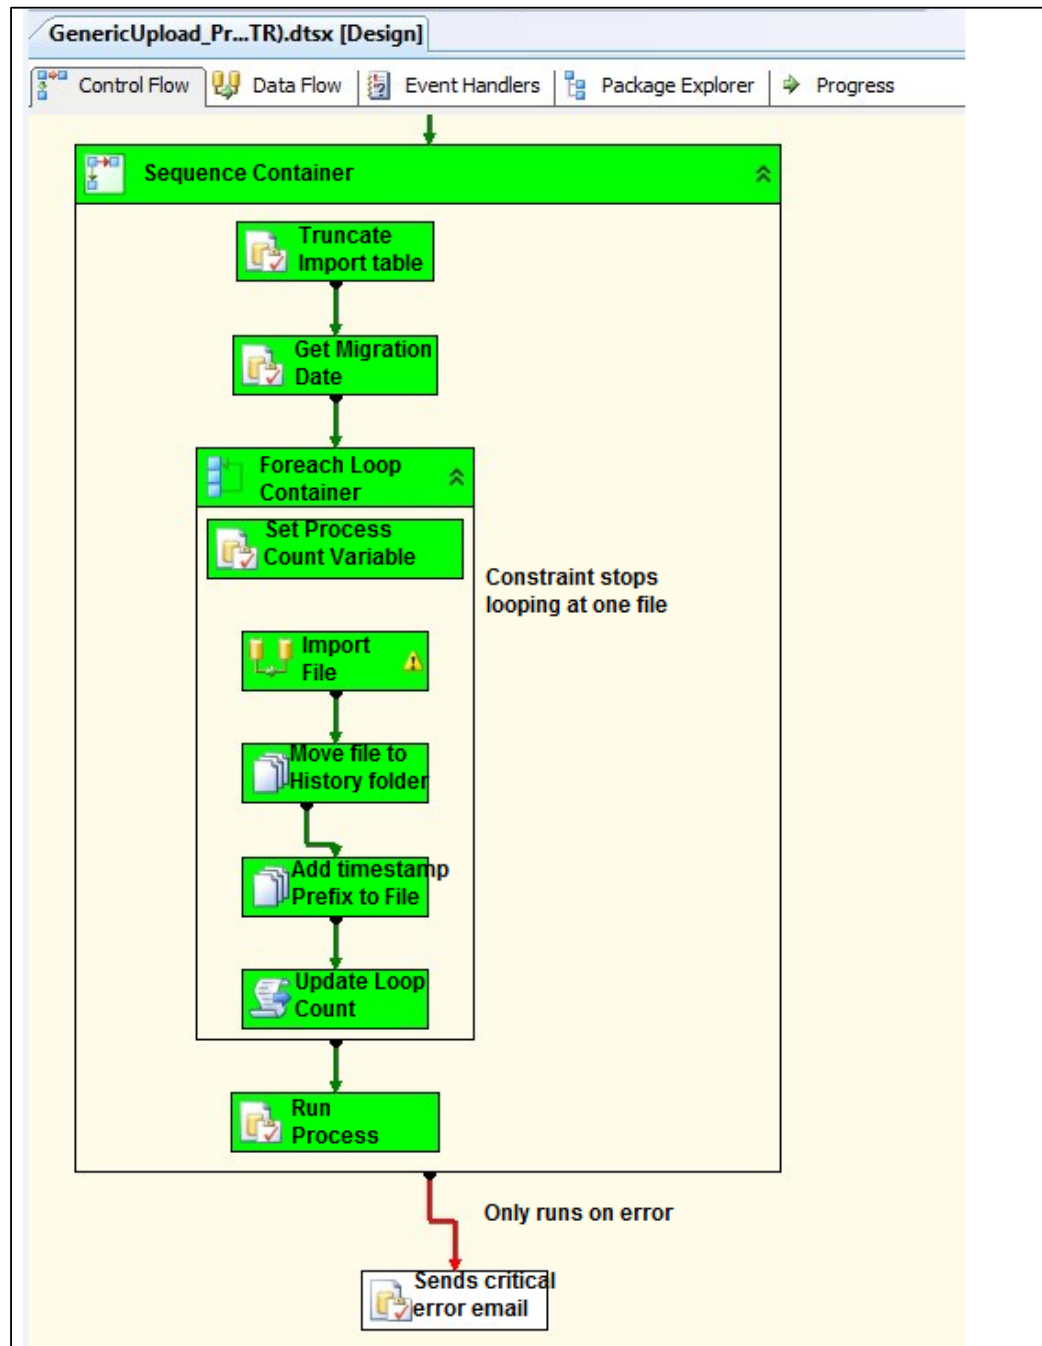 GenericUpload_Pr...TR).dtsx [Design]
Control Flow Data Flow Event Handlers Package Explorer Progress
Sequence Container
Truncate
Import table
Get Migration
Date
Foreach Loop
Container
Set Process
Count Variable
Constraint stops
looping at one file
Import
File
Move file to
History folder
Add timestamp
Prefix to File
Update Loop
Count
Run
Process
Only runs on error
Sends critical
error email